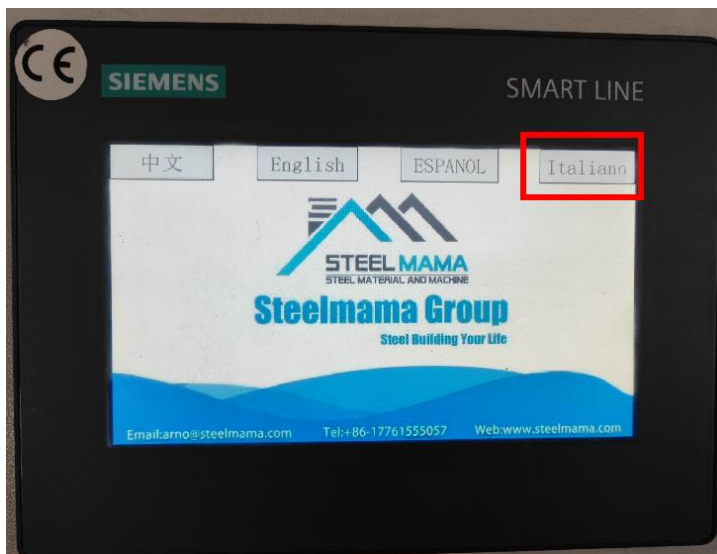 CE
SIEMENS
SMART LINE
中文 English ESPANOL Italiano
STEEL MAMA
STEEL MATERIAL AND MACHINE
Steelmama Group
Steel Building Your Life
Email:arno@steelmama.com Tel:+86-17761555057 Web:www.steelmama.com